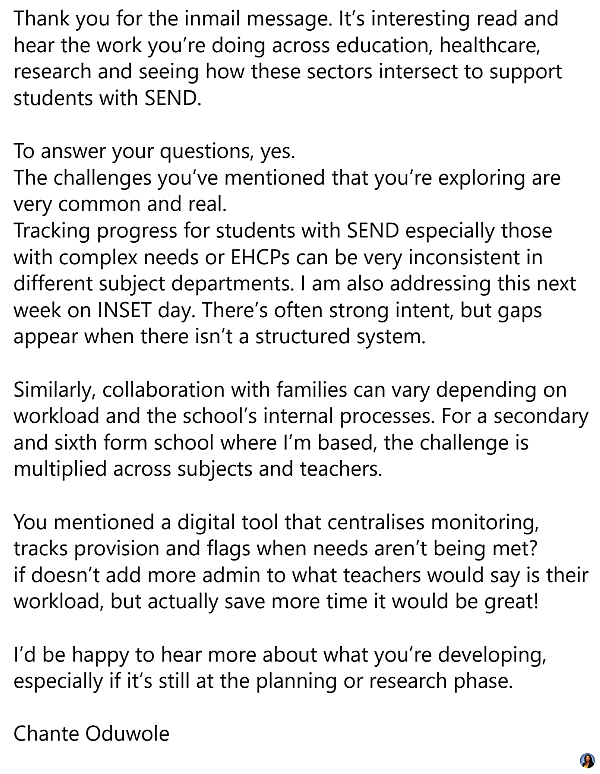 Thank you for the inmail message. It’s interesting read and
hear the work you’re doing across education, healthcare,
research and seeing how these sectors intersect to support
students with SEND.
To answer your questions, yes.
The challenges you’ve mentioned that you’re exploring are
very common and real.
Tracking progress for students with SEND especially those
with complex needs or EHCPs can be very inconsistent in
different subject departments. I am also addressing this next
week on INSET day. There’s often strong intent, but gaps
appear when there isn’t a structured system.
Similarly, collaboration with families can vary depending on
workload and the school’s internal processes. For a secondary
and sixth form school where I’m based, the challenge is
multiplied across subjects and teachers.
You mentioned a digital tool that centralises monitoring,
tracks provision and flags when needs aren’t being met?
if doesn’t add more admin to what teachers would say is their
workload, but actually save more time it would be great!
I’d be happy to hear more about what you’re developing,
especially if it’s still at the planning or research phase.
Chante Oduwole